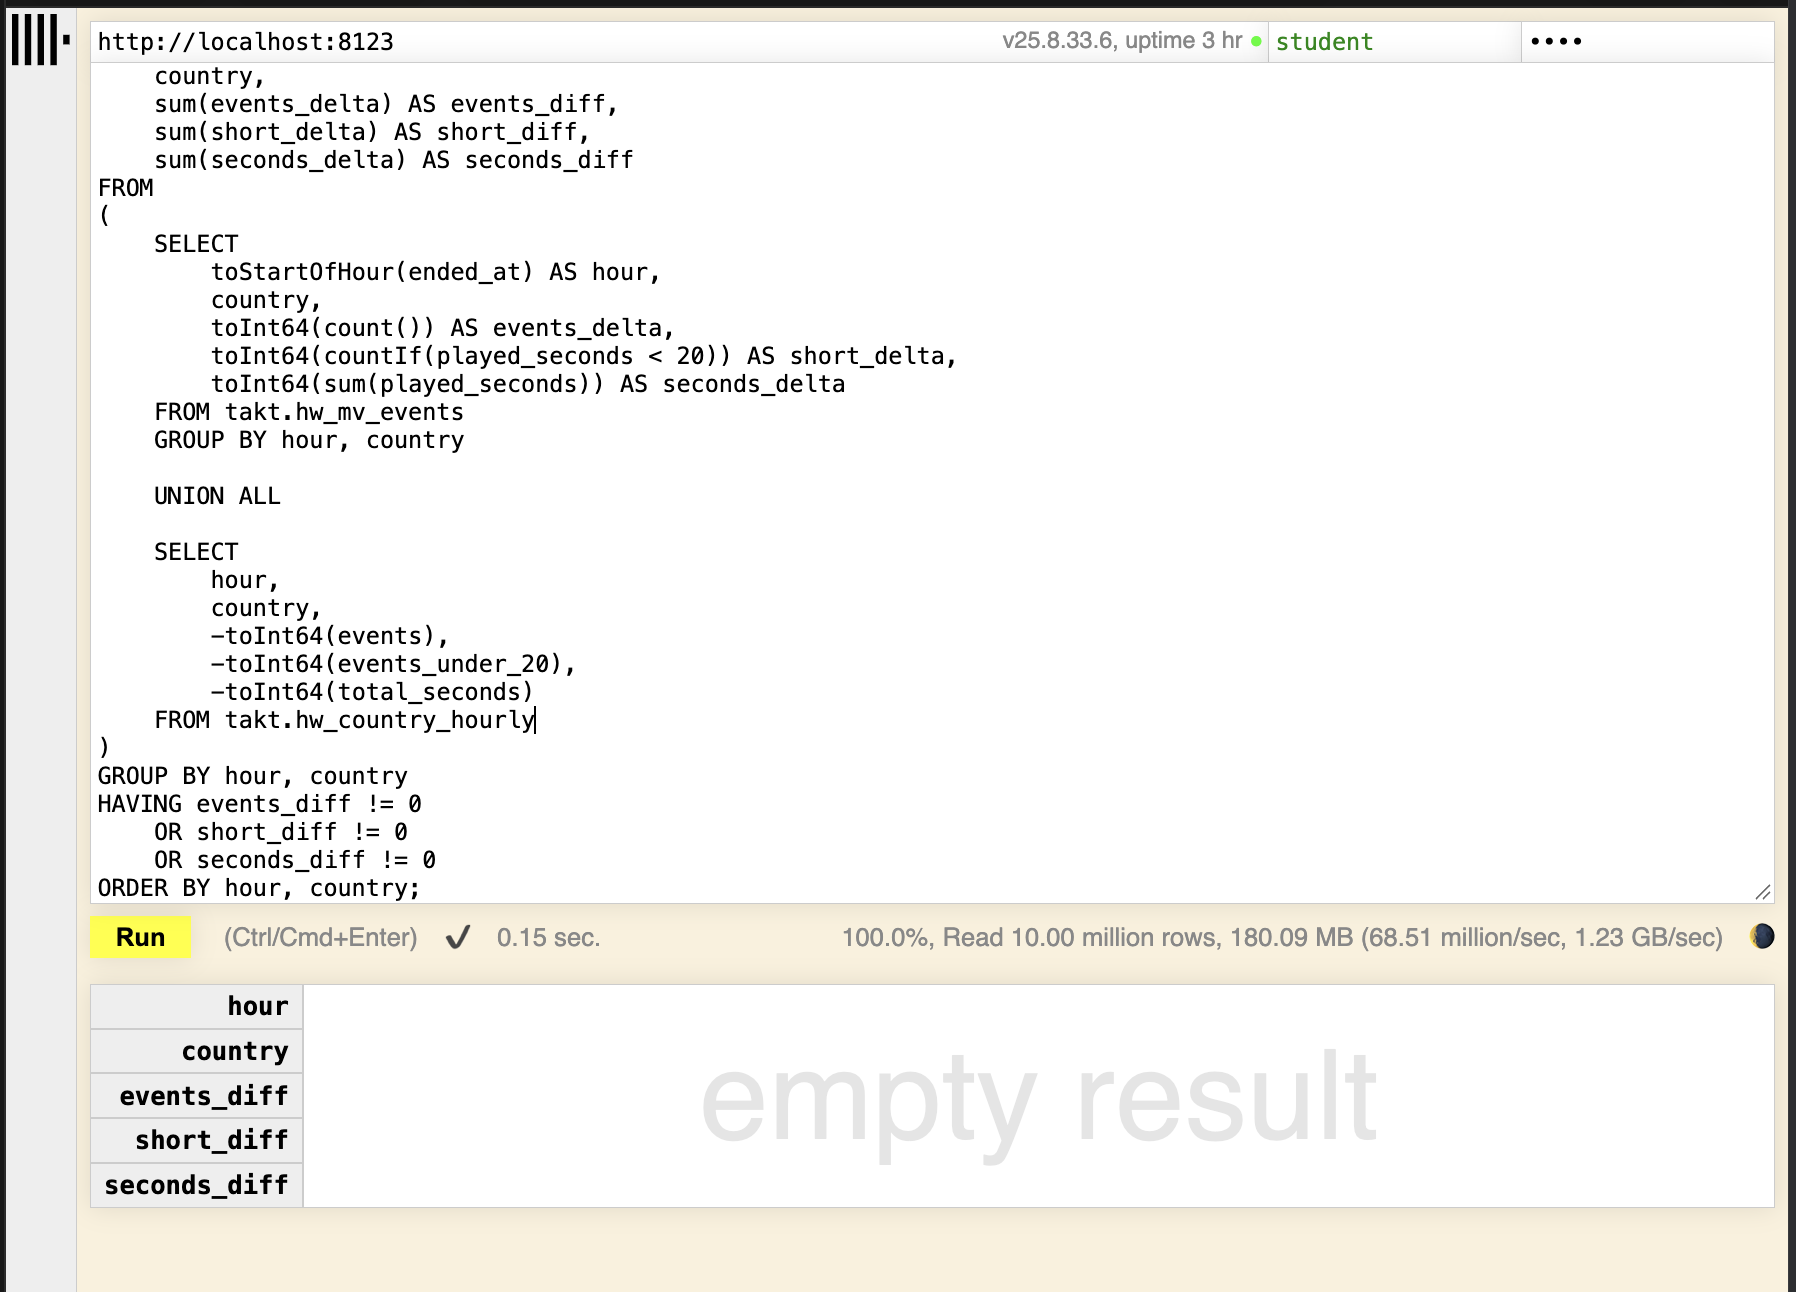 http://localhost:8123
v25.8.33.6, uptime 3 hr
student
••••
    country,
    sum(events_delta) AS events_diff,
    sum(short_delta) AS short_diff,
    sum(seconds_delta) AS seconds_diff
FROM
(
    SELECT
        toStartOfHour(ended_at) AS hour,
        country,
        toInt64(count()) AS events_delta,
        toInt64(countIf(played_seconds < 20)) AS short_delta,
        toInt64(sum(played_seconds)) AS seconds_delta
    FROM takt.hw_mv_events
    GROUP BY hour, country

    UNION ALL

    SELECT
        hour,
        country,
        -toInt64(events),
        -toInt64(events_under_20),
        -toInt64(total_seconds)
    FROM takt.hw_country_hourly
)
GROUP BY hour, country
HAVING events_diff != 0
    OR short_diff != 0
    OR seconds_diff != 0
ORDER BY hour, country;
Run (Ctrl/Cmd+Enter) ✔ 0.15 sec. 100.0%, Read 10.00 million rows, 180.09 MB (68.51 million/sec, 1.23 GB/sec)
hour
country
events_diff
short_diff
seconds_diff
empty result